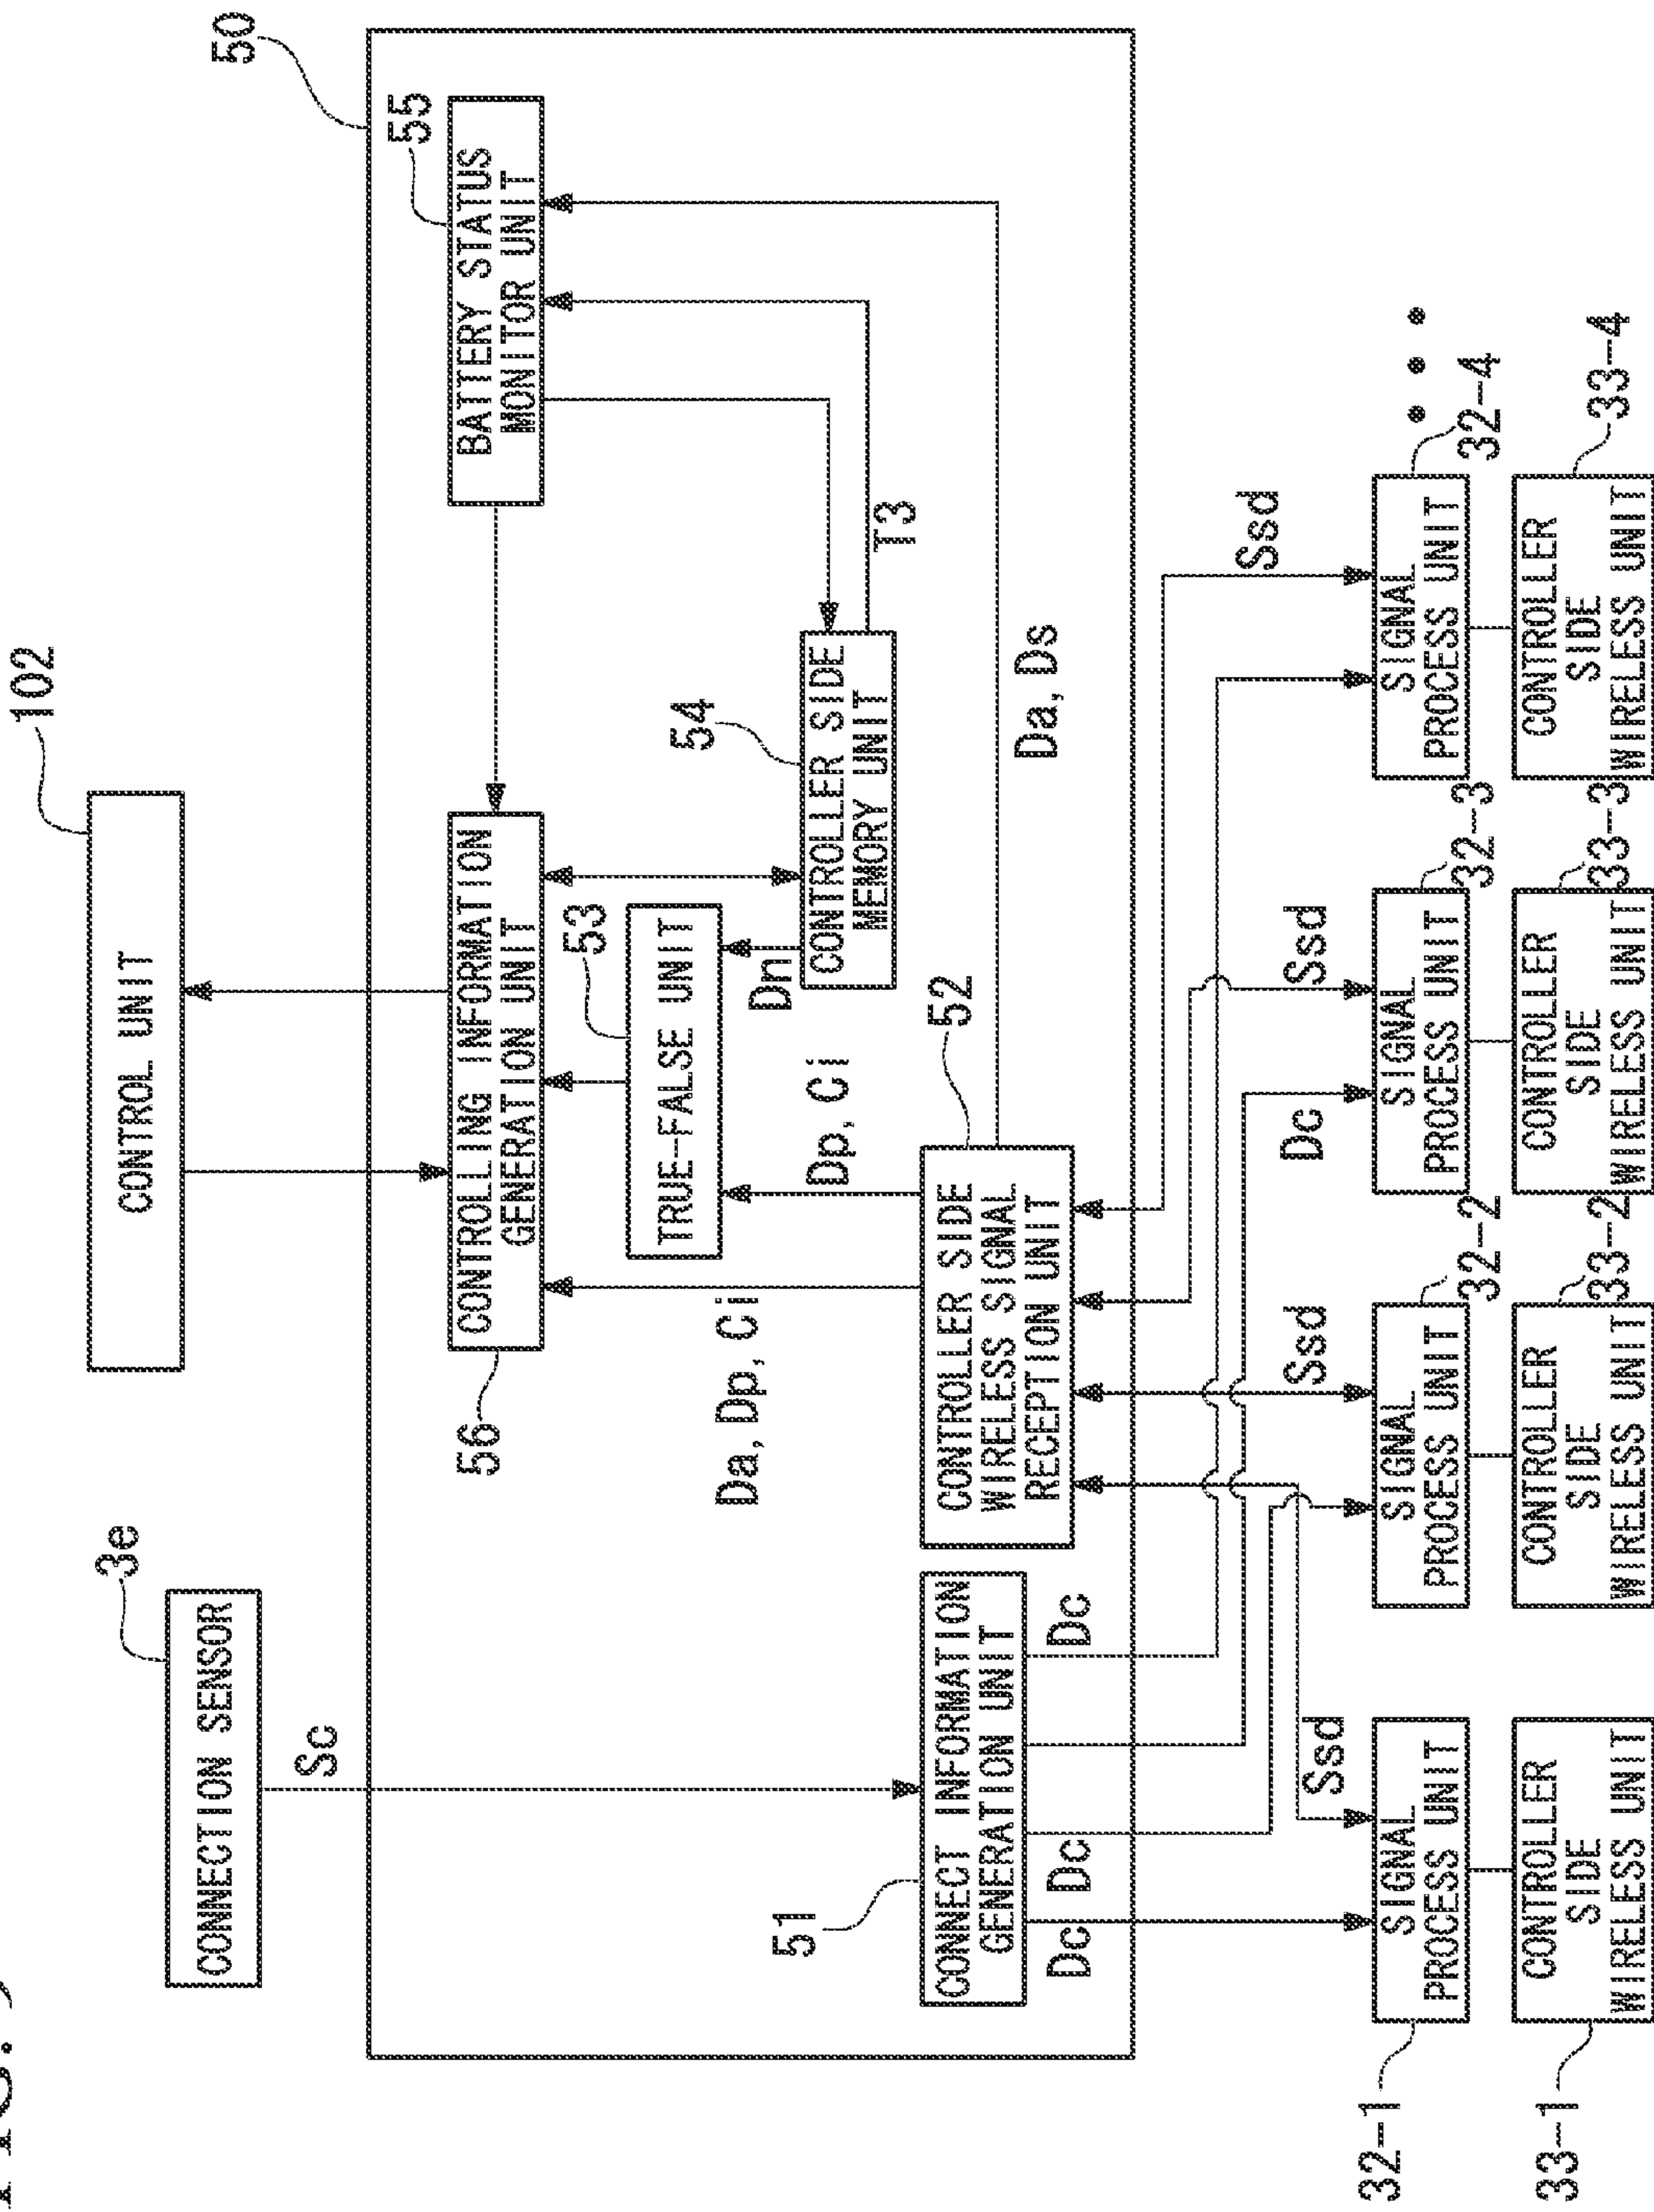 102
CONTROL UNIT
3e
CONNECTION SENSOR
Sc
50
55
BATTERY STATUS
MONITOR UNIT
CONTROLLING INFORMATION
GENERATION UNIT
56
53
TRUE-FALSE UNIT
54
CONTROLLER SIDE
MEMORY UNIT
T3
Dn
Dp, Ci
Da, Dp, Ci
51
CONNECT INFORMATION
GENERATION UNIT
52
CONTROLLER SIDE
WIRELESS SIGNAL
RECEPTION UNIT
Da, Ds
Dc
Dc
Dc
Dc
Ssd
Ssd
Ssd
Ssd
32-1
SIGNAL
PROCESS UNIT
32-2
SIGNAL
PROCESS UNIT
32-3
SIGNAL
PROCESS UNIT
32-4
SIGNAL
PROCESS UNIT
33-1
CONTROLLER
SIDE
WIRELESS UNIT
33-2
CONTROLLER
SIDE
WIRELESS UNIT
33-3
CONTROLLER
SIDE
WIRELESS UNIT
33-4
CONTROLLER
SIDE
WIRELESS UNIT